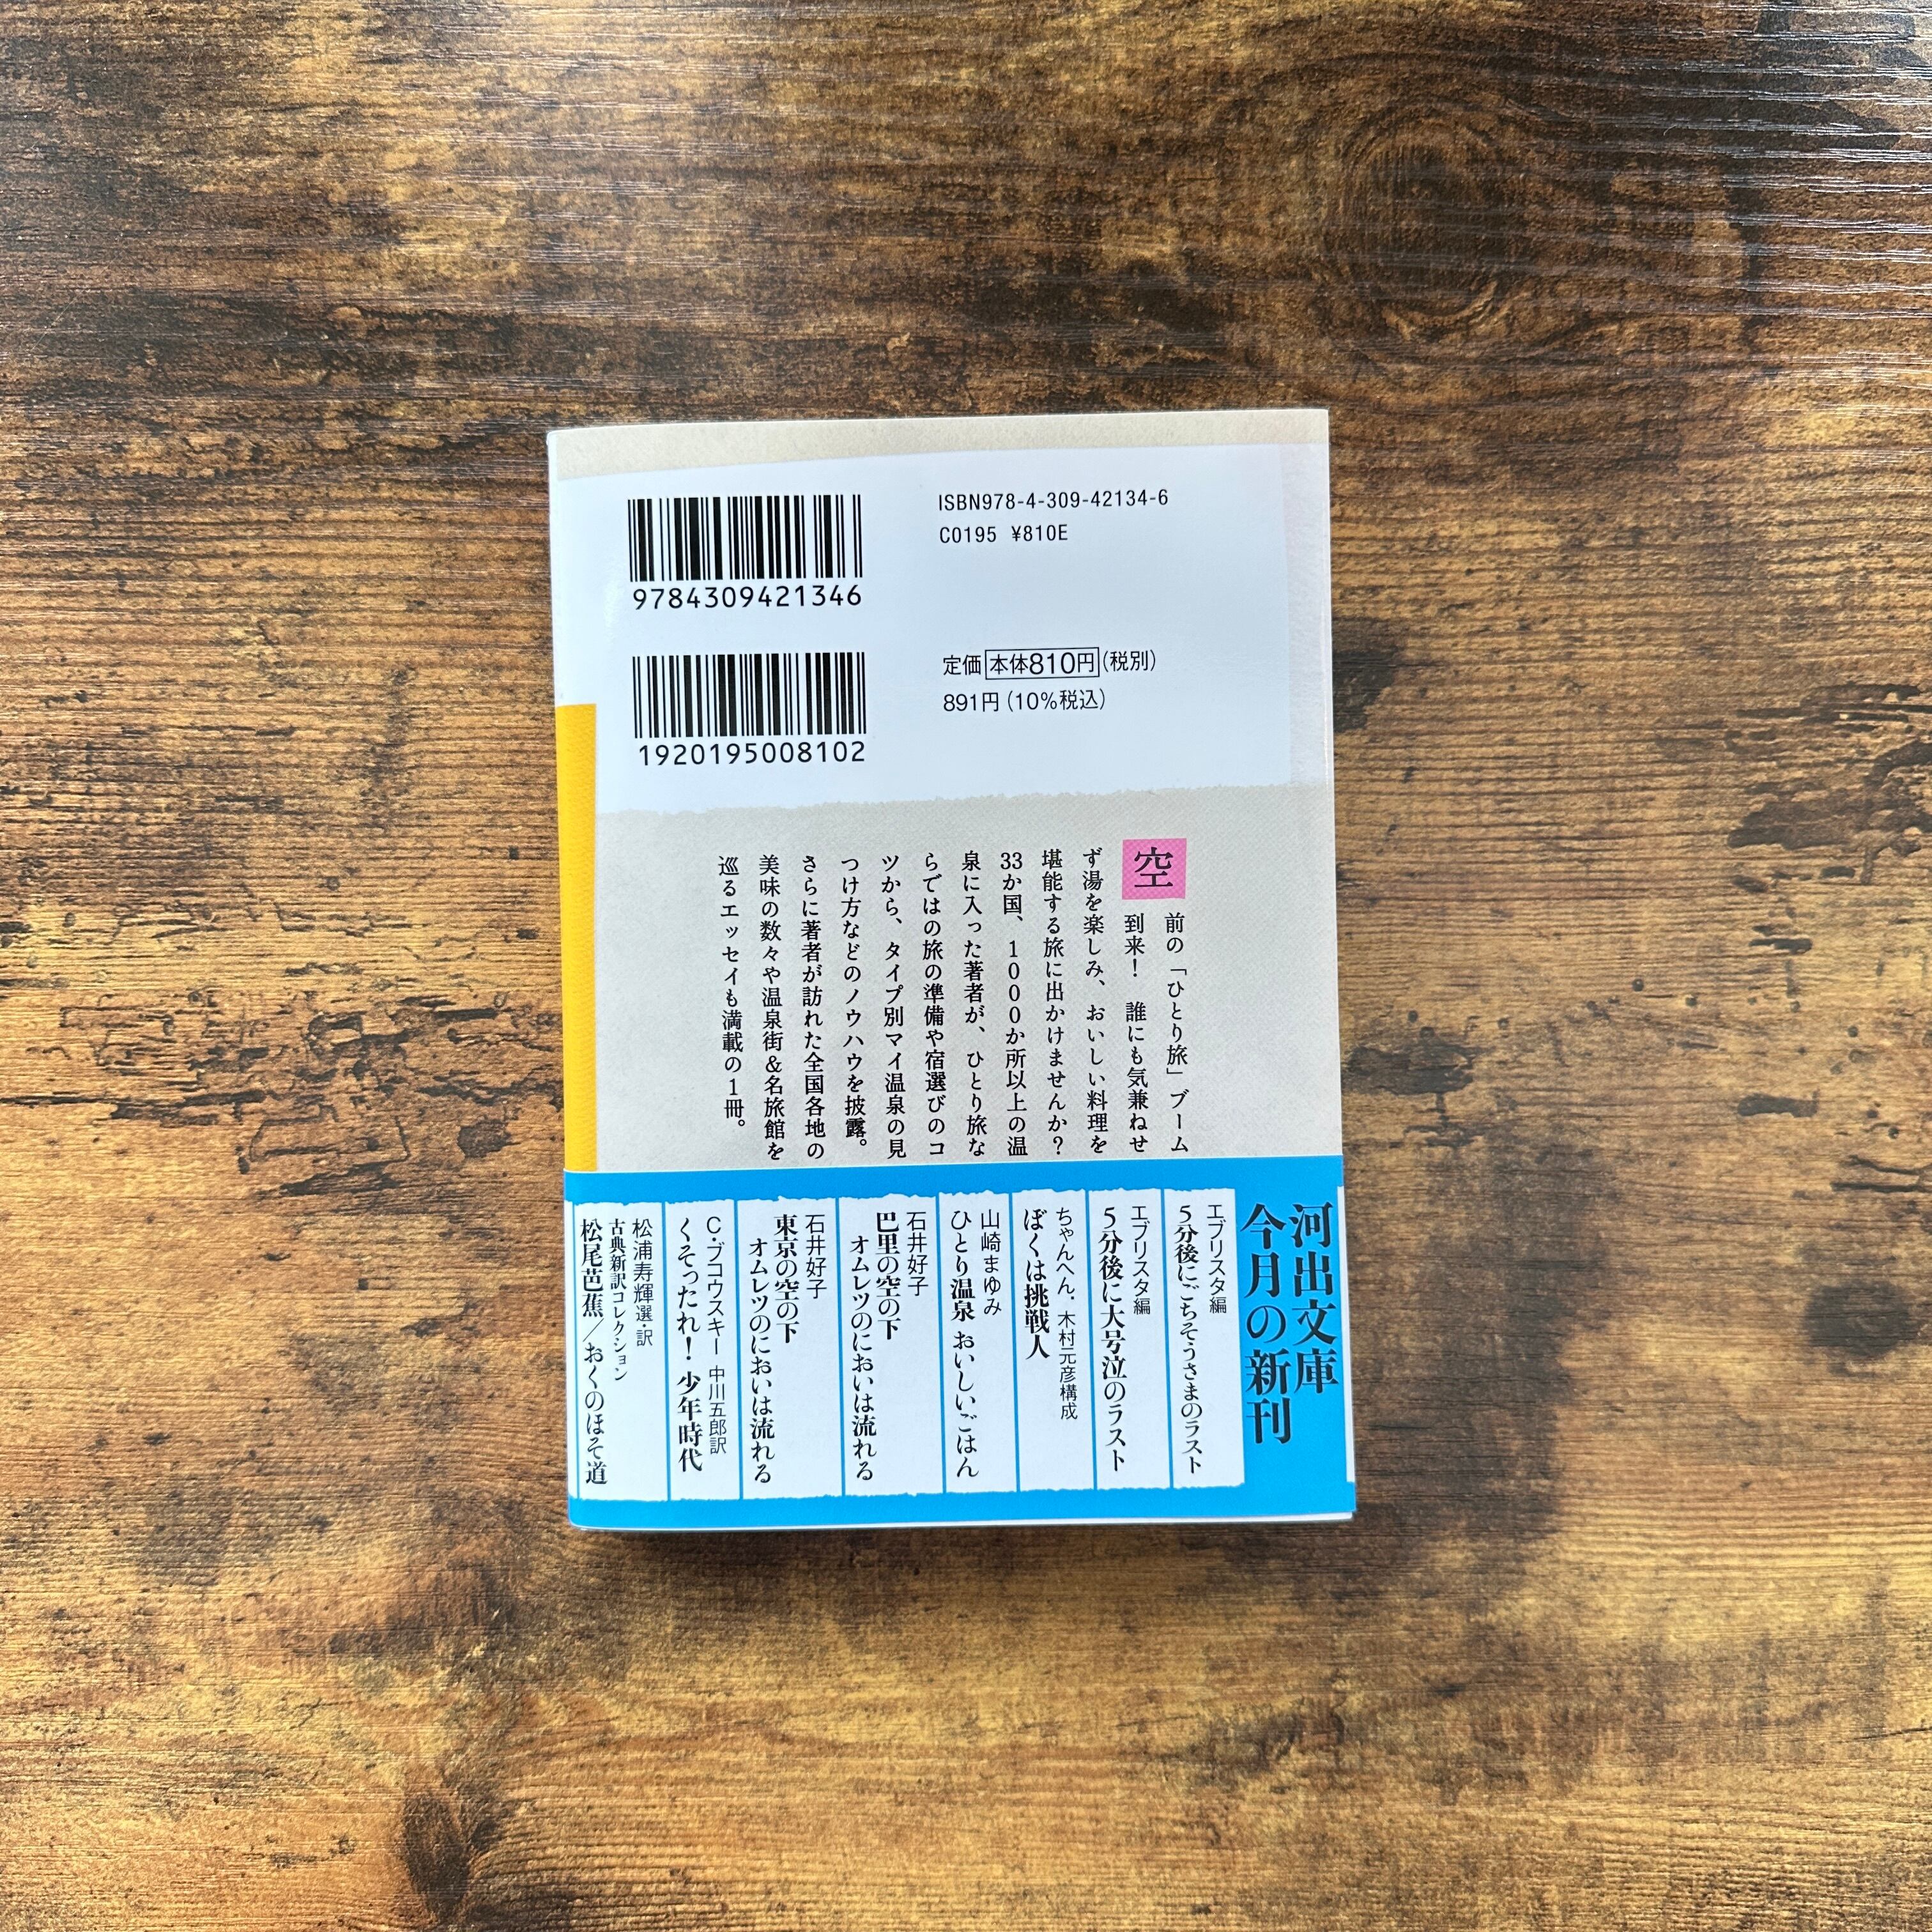 9784309421346
1920195008102
ISBN978-4-309-42134-6
C0195 ¥810E
定価 本体810円(税別)
891円(10%税込)
空前の「ひとり旅」ブーム
到来! 誰にも気兼ねせ
ず湯を楽しみ、おいしい料理を
堪能する旅に出かけませんか?
33か国、1000か所以上の温
泉に入った著者が、ひとり旅な
らではの旅の準備や宿選びのコ
ツから、タイプ別マイ温泉の見
つけ方などのノウハウを披露。
さらに著者が訪れた全国各地の
美味の数々や温泉街&名旅館を
巡るエッセイも満載の1冊。
河出文庫
今月の新刊
エブリスタ編
5分後にごちそうさまのラスト
エブリスタ編
5分後に大号泣のラスト
ちゃんへん. 木村元彦構成
ぼくは挑戦人
山崎まゆみ
ひとり温泉 おいしいごはん
石井好子
巴里の空の下
オムレツのにおいは流れる
石井好子
東京の空の下
オムレツのにおいは流れる
C・ブコウスキー 中川五郎訳
くそったれ! 少年時代
松浦寿輝選・訳
古典新訳コレクション
松尾芭蕉/おくのほそ道